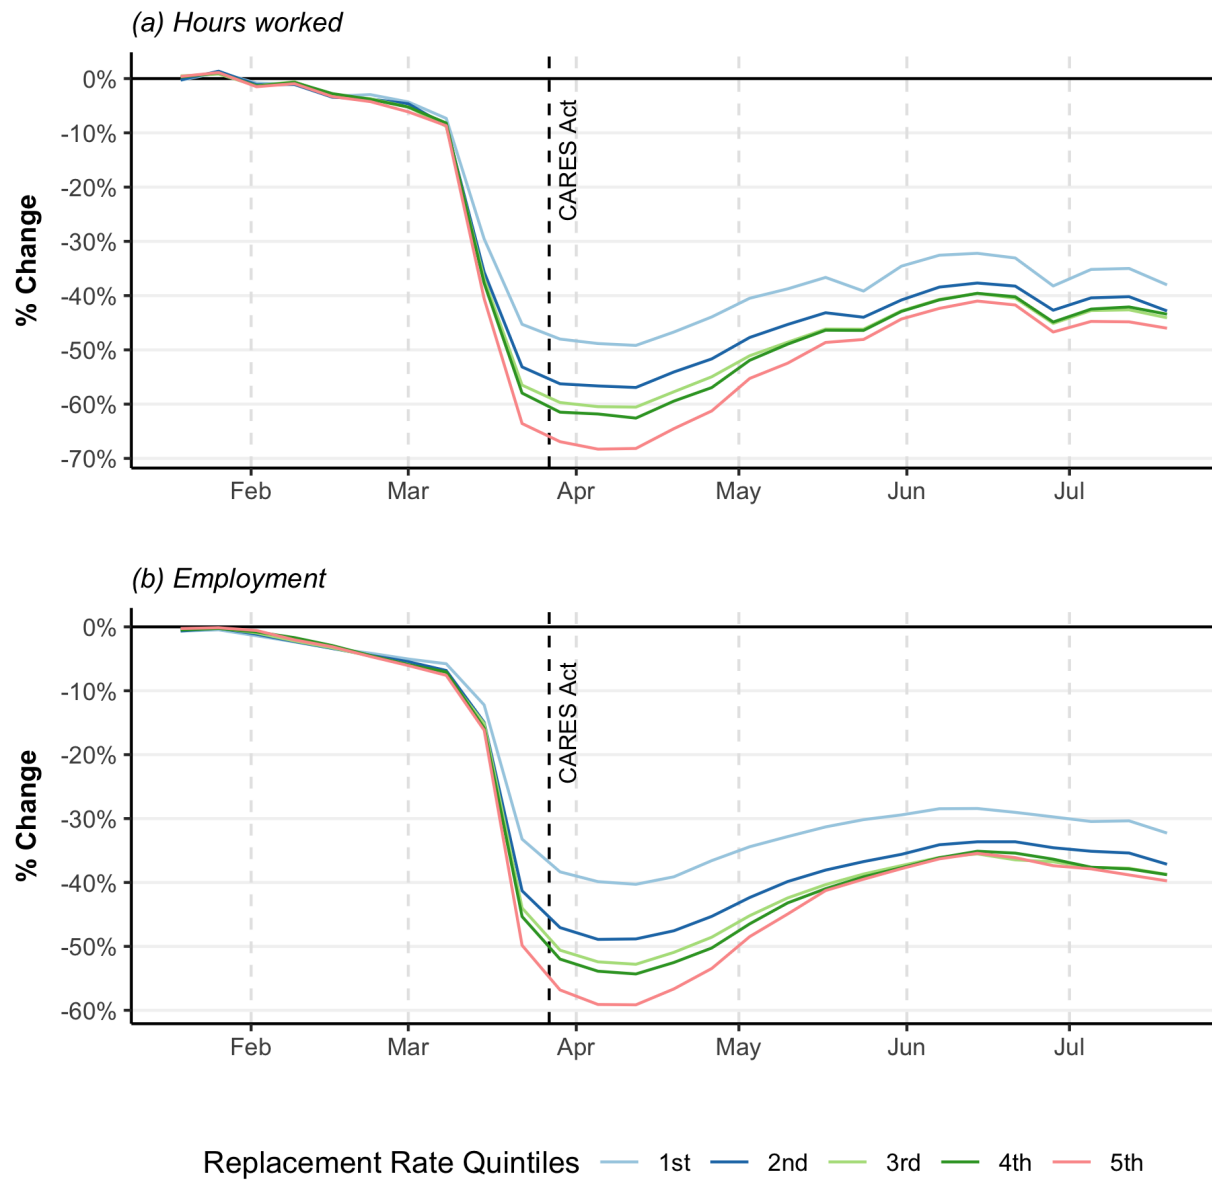 (a) Hours worked
0%
-10%
-20%
-30%
-40%
-50%
-60%
-70%
% Change
CARES Act
Feb Mar Apr May Jun Jul
(b) Employment
0%
-10%
-20%
-30%
-40%
-50%
-60%
% Change
CARES Act
Feb Mar Apr May Jun Jul
Replacement Rate Quintiles 1st 2nd 3rd 4th 5th